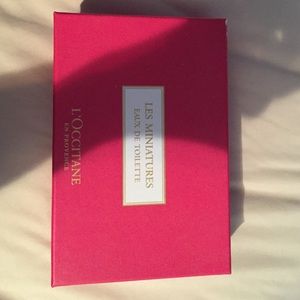 LES MINIATURES
EAUX DE TOILETTE
L'OCCITANE
EN PROVENCE